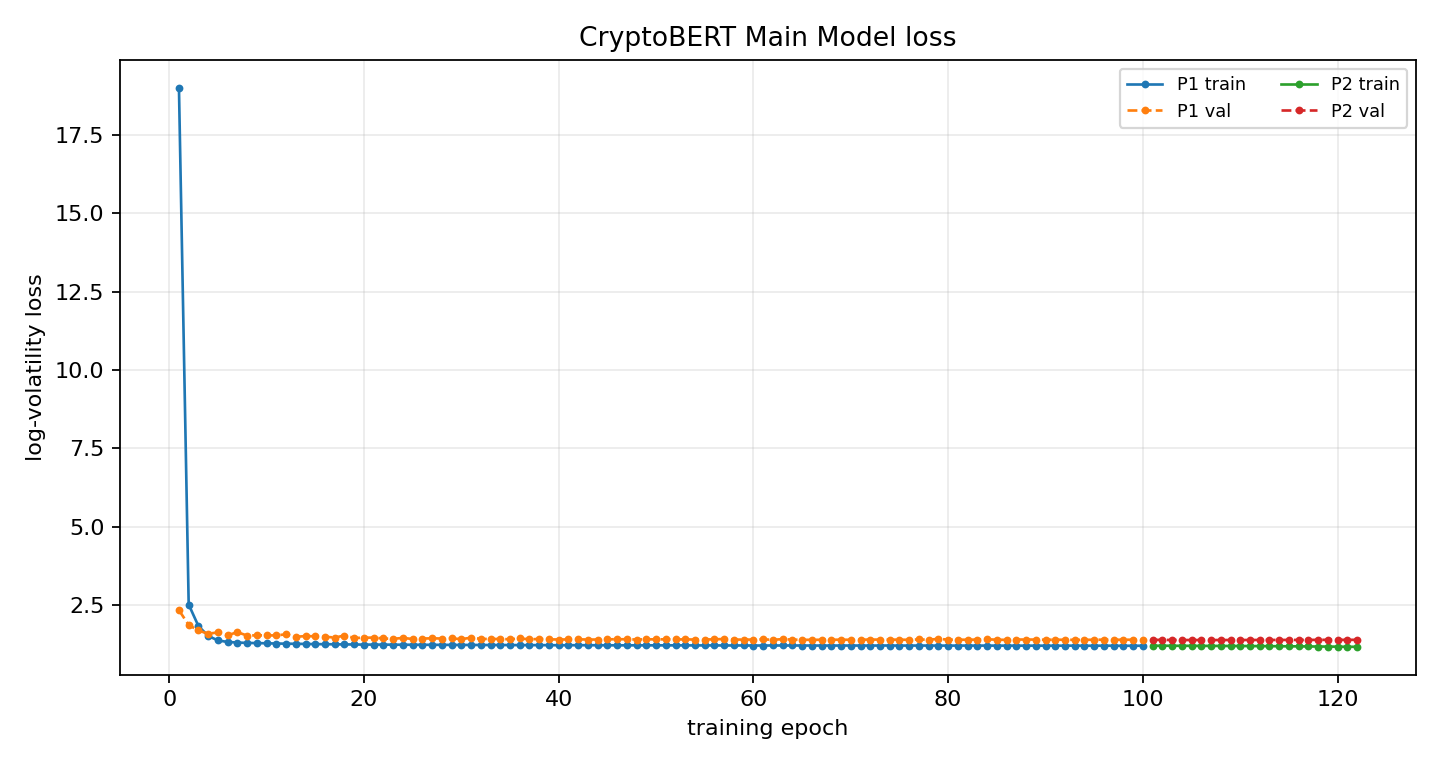 CryptoBERT Main Model loss
P1 train
P1 val
P2 train
P2 val
log-volatility loss
17.5
15.0
12.5
10.0
7.5
5.0
2.5
0 20 40 60 80 100 120
training epoch